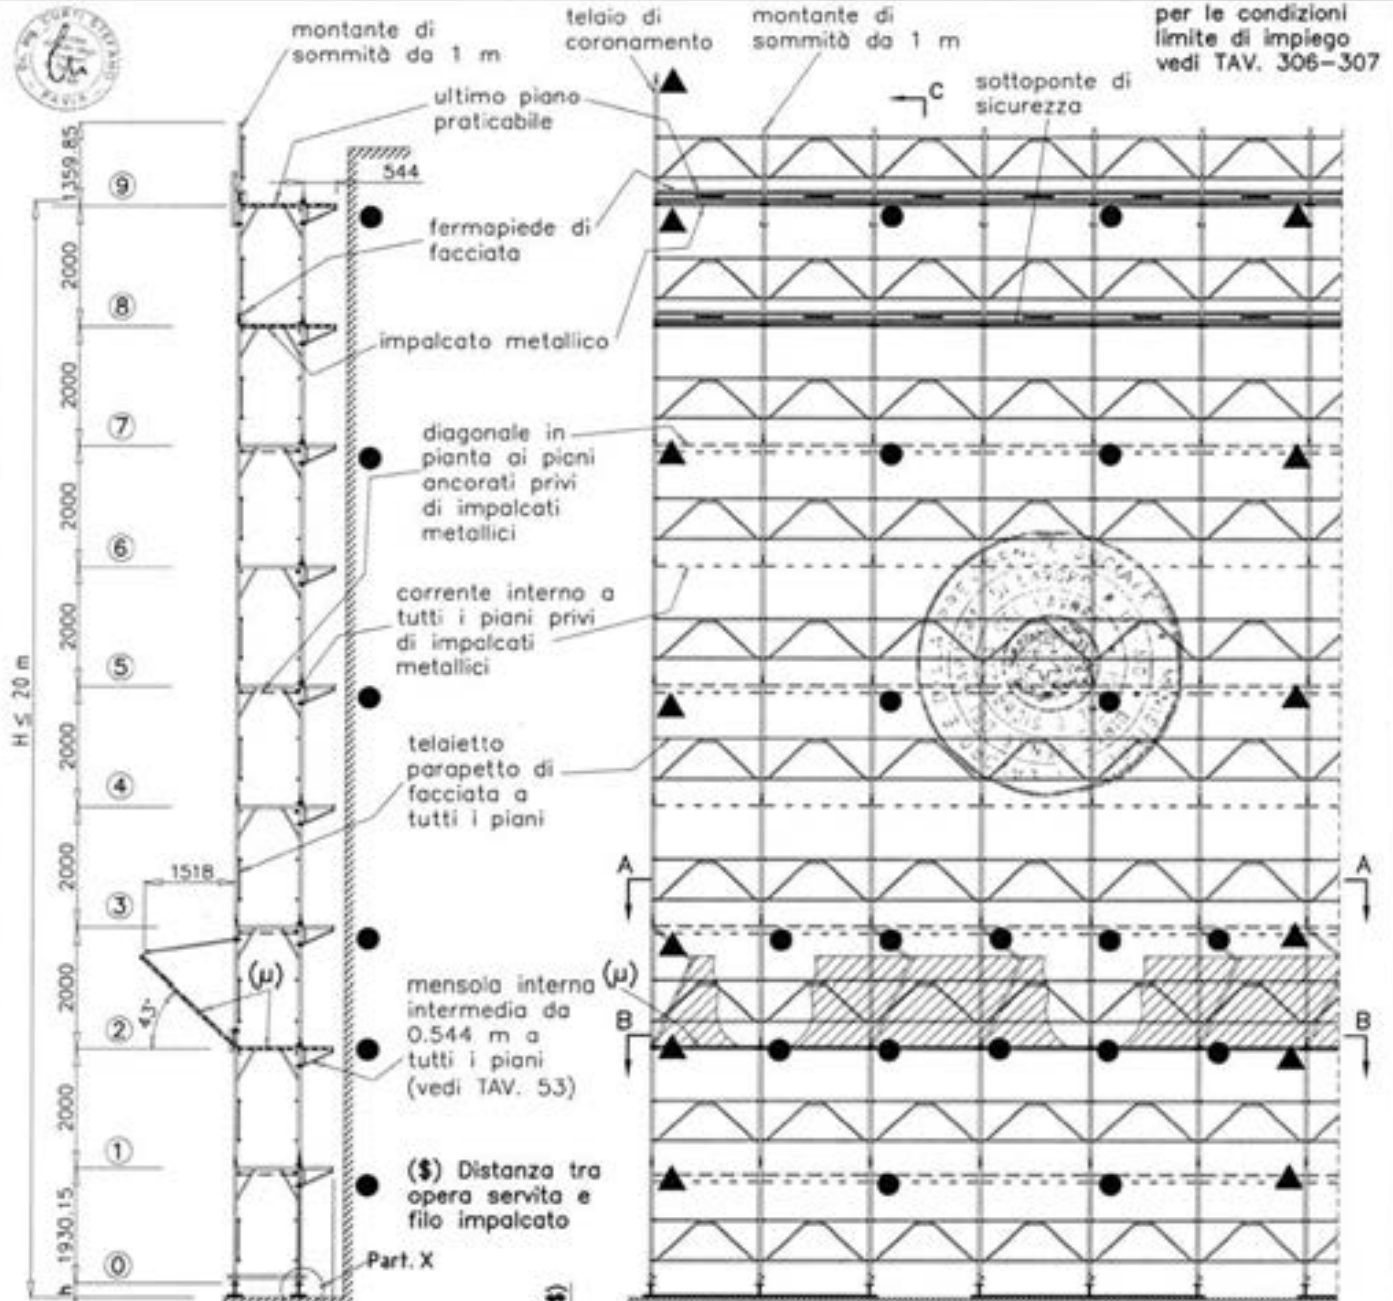 montante di
sommità da 1 m
telaio di
coronamento
montante di
sommità da 1 m
per le condizioni
limite di impiego
vedi TAV. 306-307
ultimo piano
praticabile
C
sottoponte di
sicurezza
544
fermapiede di
facciata
impalcato metallico
diagonale in
pianta ai piani
ancorati privi
di impalcati
metallici
corrente interno a
tutti i piani privi
di impalcati
metallici
telaietto
parapetto di
facciata a
tutti i piani
mensola interna
intermedia da
0.544 m a
tutti i piani
(vedi TAV. 53)
($) Distanza tra
opera servita e
filo impalcato
Part. X
1359.85
9
2000
8
2000
7
2000
6
2000
5
2000
4
2000
3
2000
2
2000
1
1930.15
0
h
H ≤ 20 m
1518
43°
(μ)
(μ)
A
A
B
B
($)